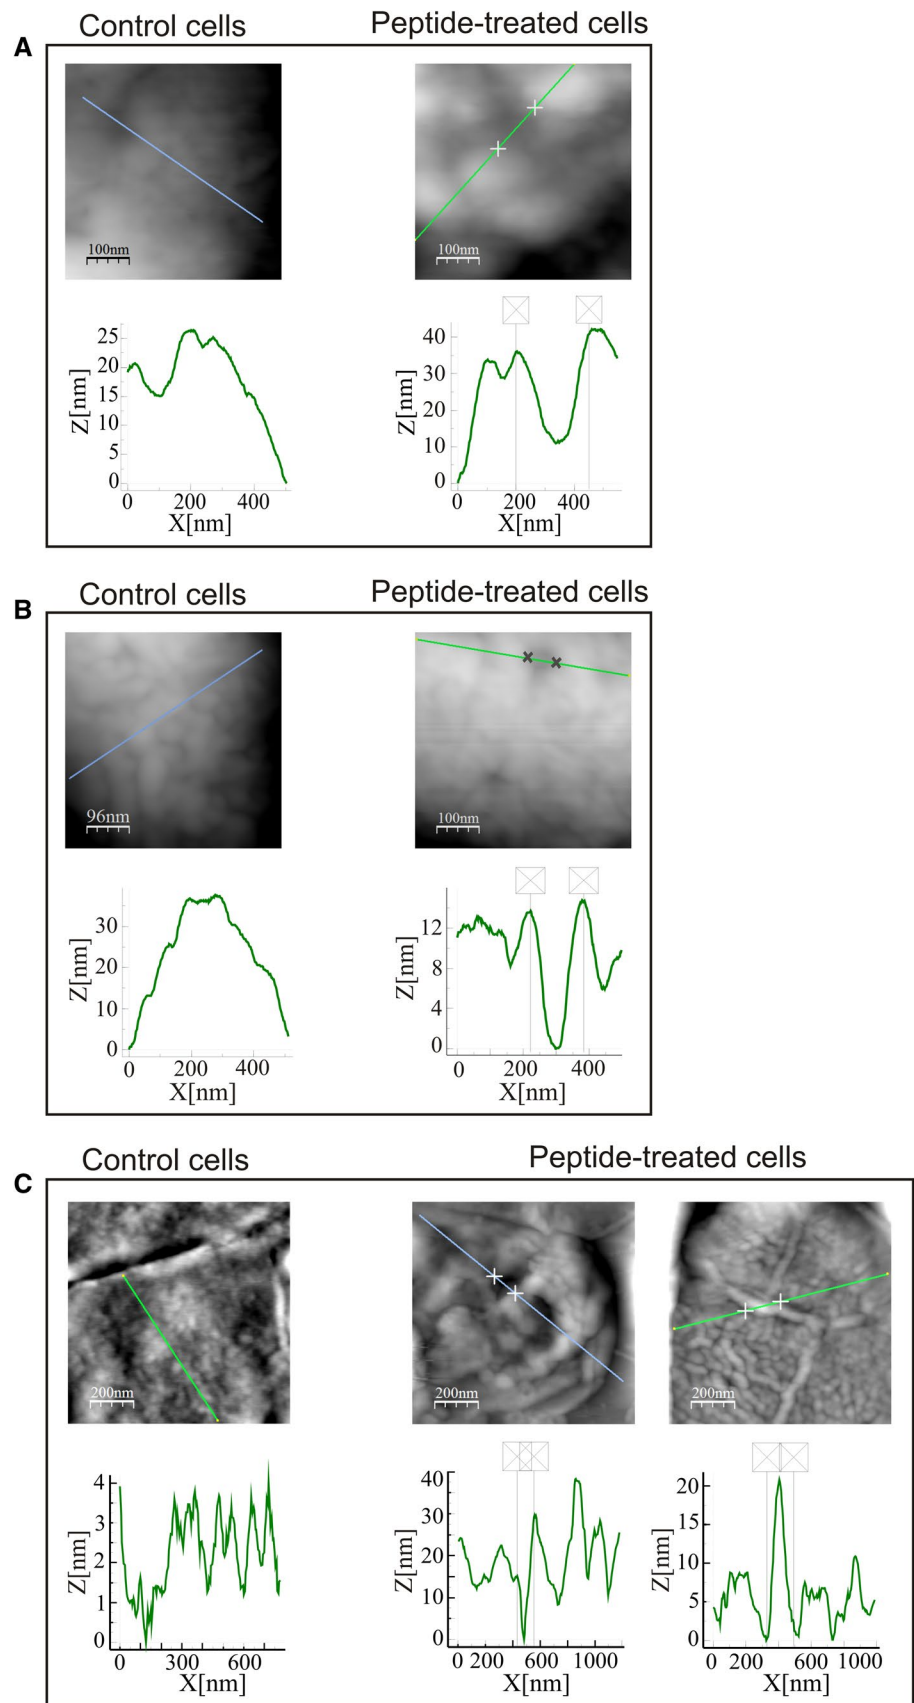 Control cells
Peptide-treated cells
A
100nm
100nm
25
20
15
10
5
0
Z[nm]
0 200 400
X[nm]
40
30
20
10
0
Z[nm]
0 200 400
X[nm]
Control cells
Peptide-treated cells
B
96nm
100nm
30
20
10
0
Z[nm]
0 200 400
X[nm]
12
8
4
0
Z[nm]
0 200 400
X[nm]
Control cells
Peptide-treated cells
C
200nm
200nm
200nm
4
3
2
1
0
Z[nm]
0 300 600
X[nm]
40
30
20
10
0
Z[nm]
0 200 600 1000
X[nm]
20
15
10
5
0
Z[nm]
0 200 600 1000
X[nm]